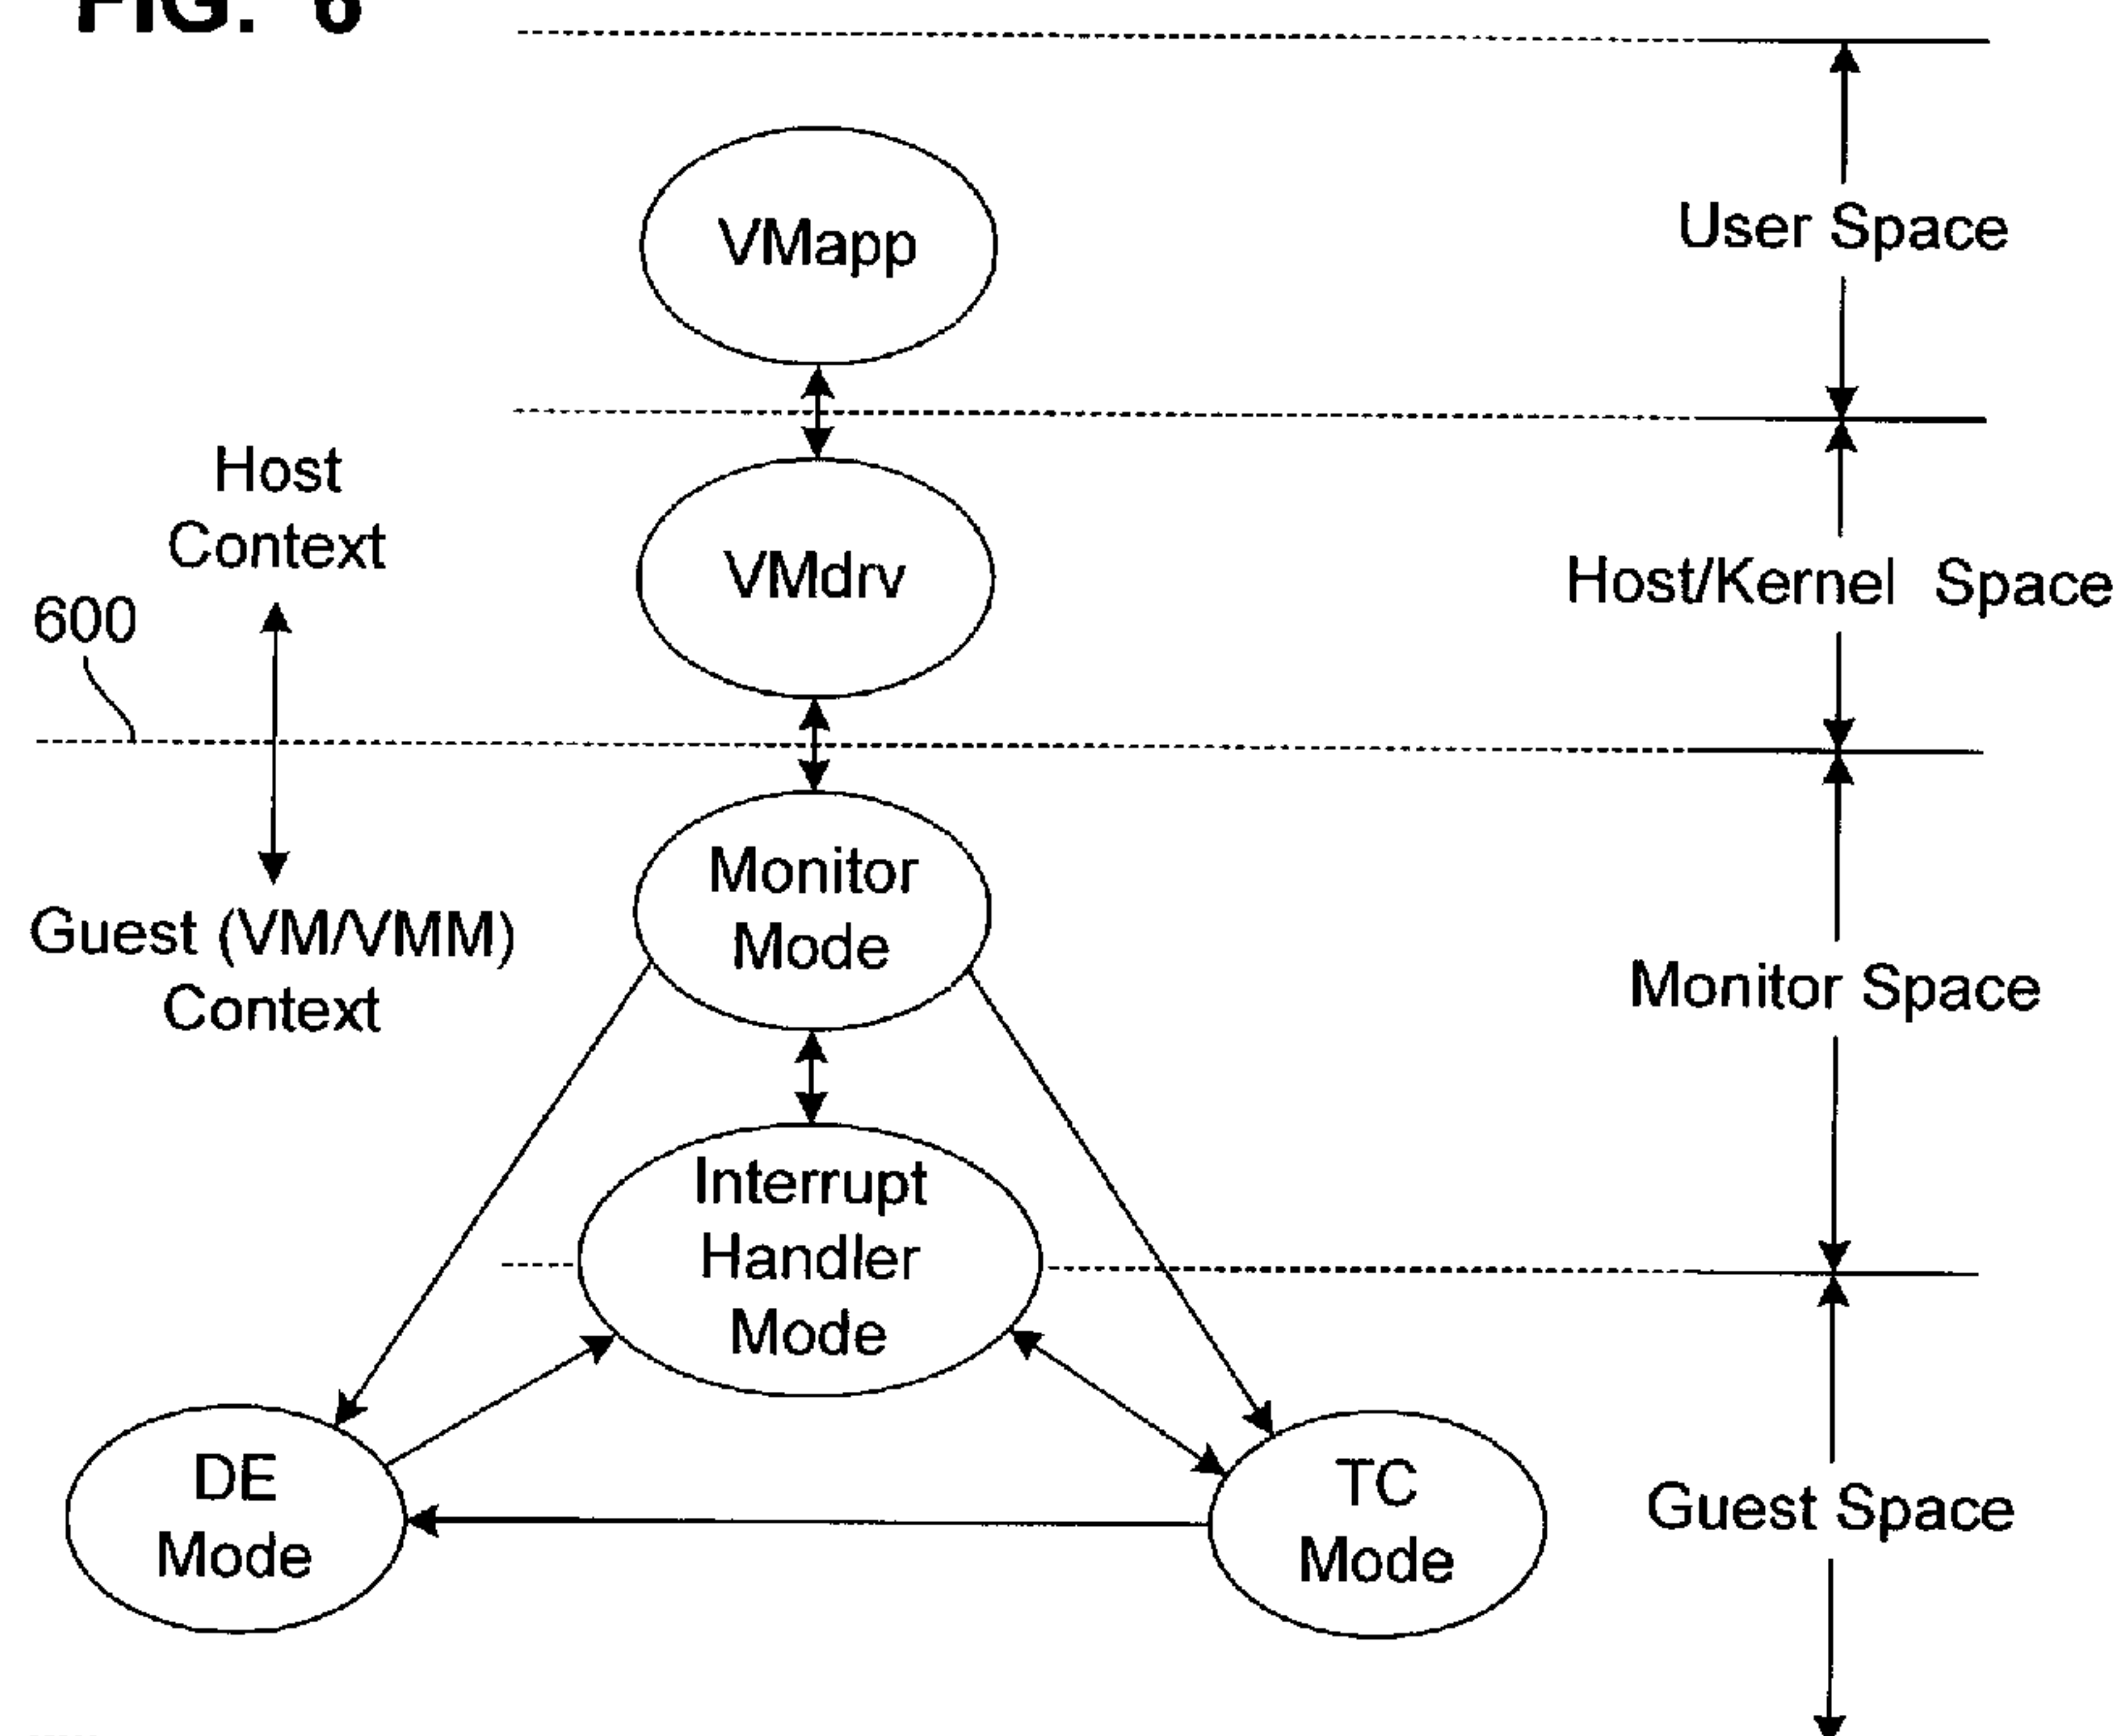 FIG. 6
VMapp
User Space
Host
Context
VMdrv
Host/Kernel Space
600
Monitor
Mode
Guest (VM/VMM)
Context
Monitor Space
Interrupt
Handler
Mode
DE
Mode
TC
Mode
Guest Space